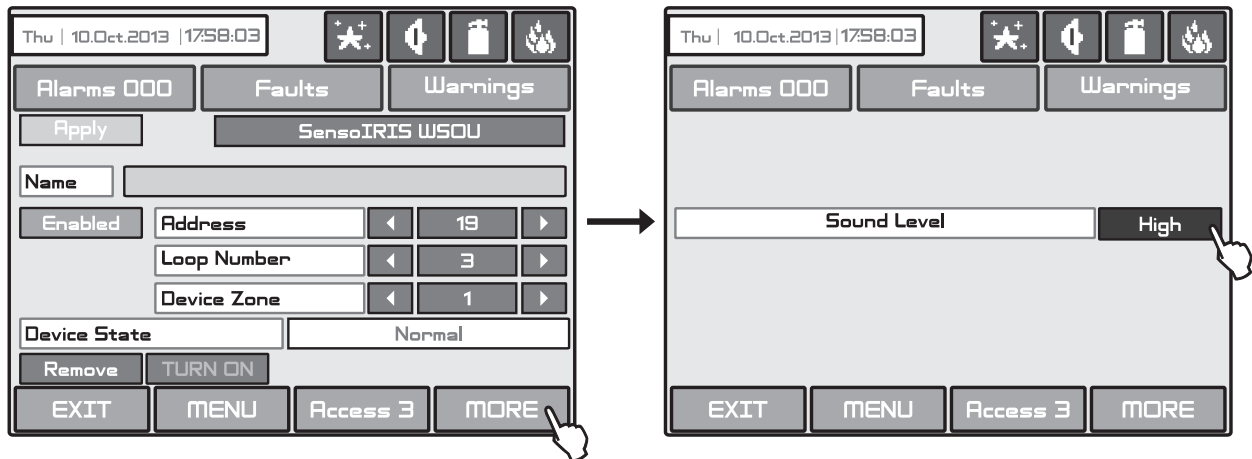 Thu | 10.Oct.2013 | 17:58:03
Alarms 000 Faults Warnings
Apply SensoIRIS WSOU
Name
Enabled Address 19
Loop Number 3
Device Zone 1
Device State Normal
Remove TURN ON
EXIT MENU Access 3 MORE
Thu | 10.Oct.2013 | 17:58:03
Alarms 000 Faults Warnings
Sound Level High
EXIT MENU Access 3 MORE